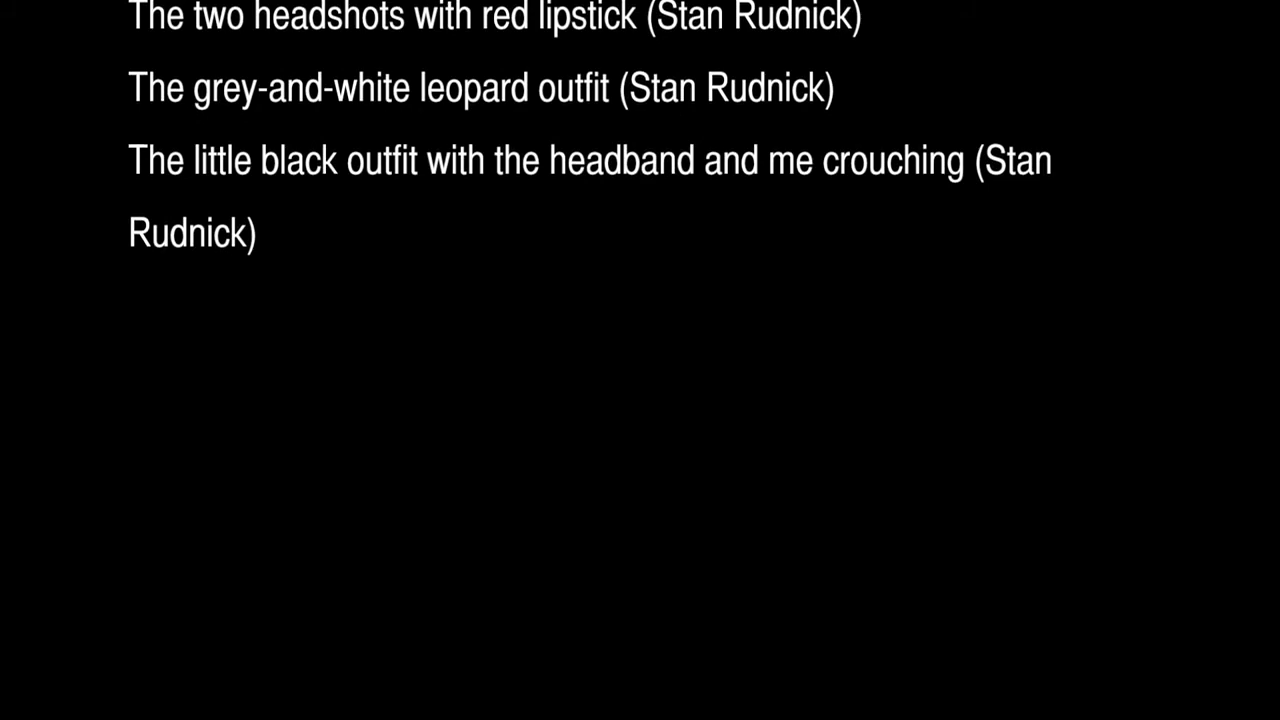 The two headshots with red lipstick (Stan Rudnick)
The grey-and-white leopard outfit (Stan Rudnick)
The little black outfit with the headband and me crouching (Stan
Rudnick)